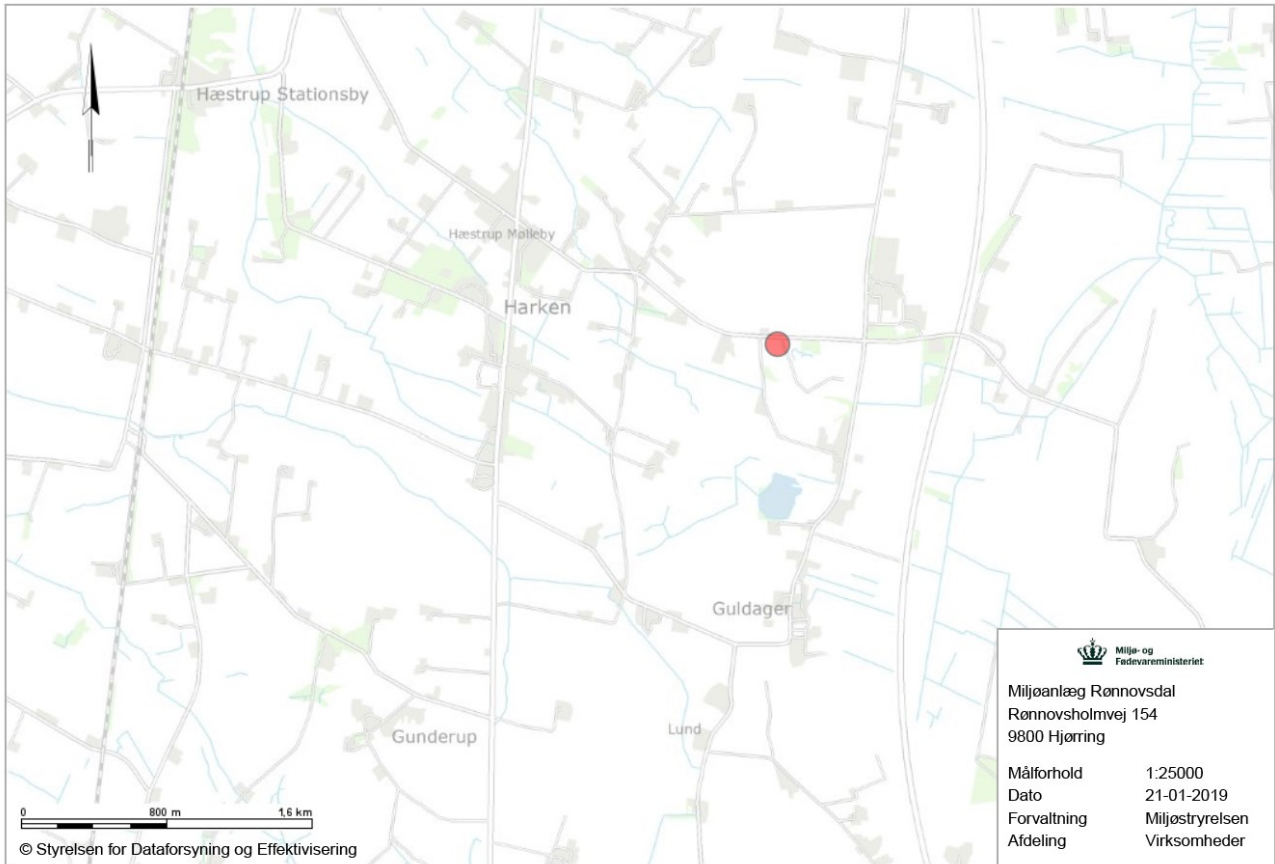 Hæstrup Stationsby
Hæstrup Mølleby
Harken
Guldager
Lund
Gunderup
0 800 m 1,6 km
© Styrelsen for Dataforsyning og Effektivisering
Miljø- og
Fødevareministeriet
Miljøanlæg Rønnovsdal
Rønnovsholmvej 154
9800 Hjørring
Målforhold 1:25000
Dato 21-01-2019
Forvaltning Miljøstryrelsen
Afdeling Virksomheder